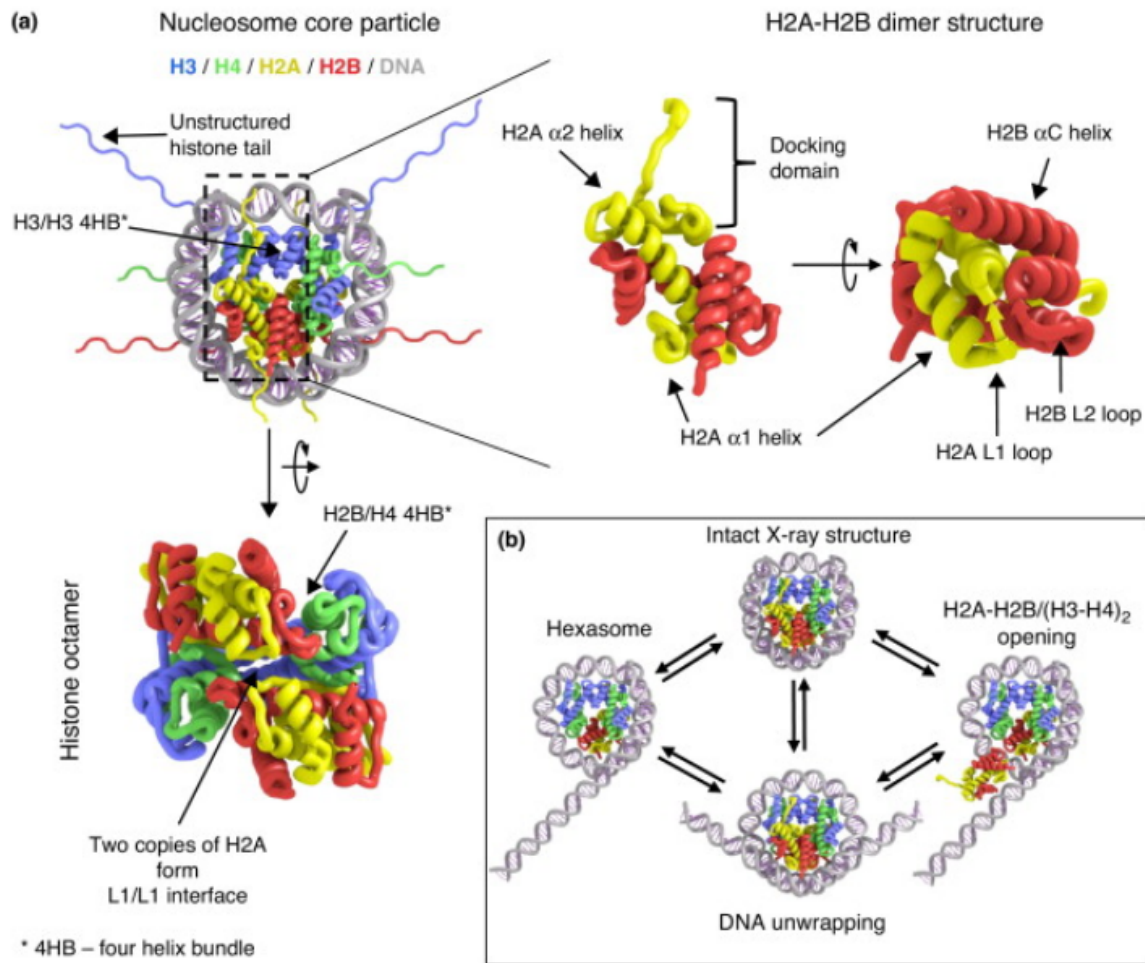 (a)
Nucleosome core particle
H3 / H4 / H2A / H2B / DNA
Unstructured
histone tail
H3/H3 4HB*
H2A-H2B dimer structure
H2A α2 helix
Docking
domain
H2B αC helix
H2A α1 helix
H2B L2 loop
H2A L1 loop
H2B/H4 4HB*
Histone octamer
Two copies of H2A
form
L1/L1 interface
* 4HB – four helix bundle
(b)
Intact X-ray structure
Hexasome
H2A-H2B/(H3-H4)2
opening
DNA unwrapping